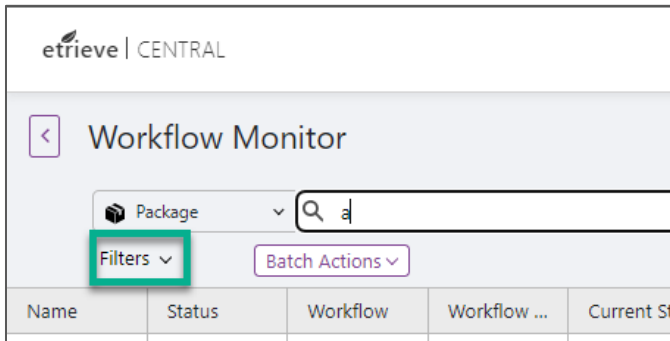 etrieve | CENTRAL
Workflow Monitor
Package a
Filters Batch Actions
Name Status Workflow Workflow ... Current St